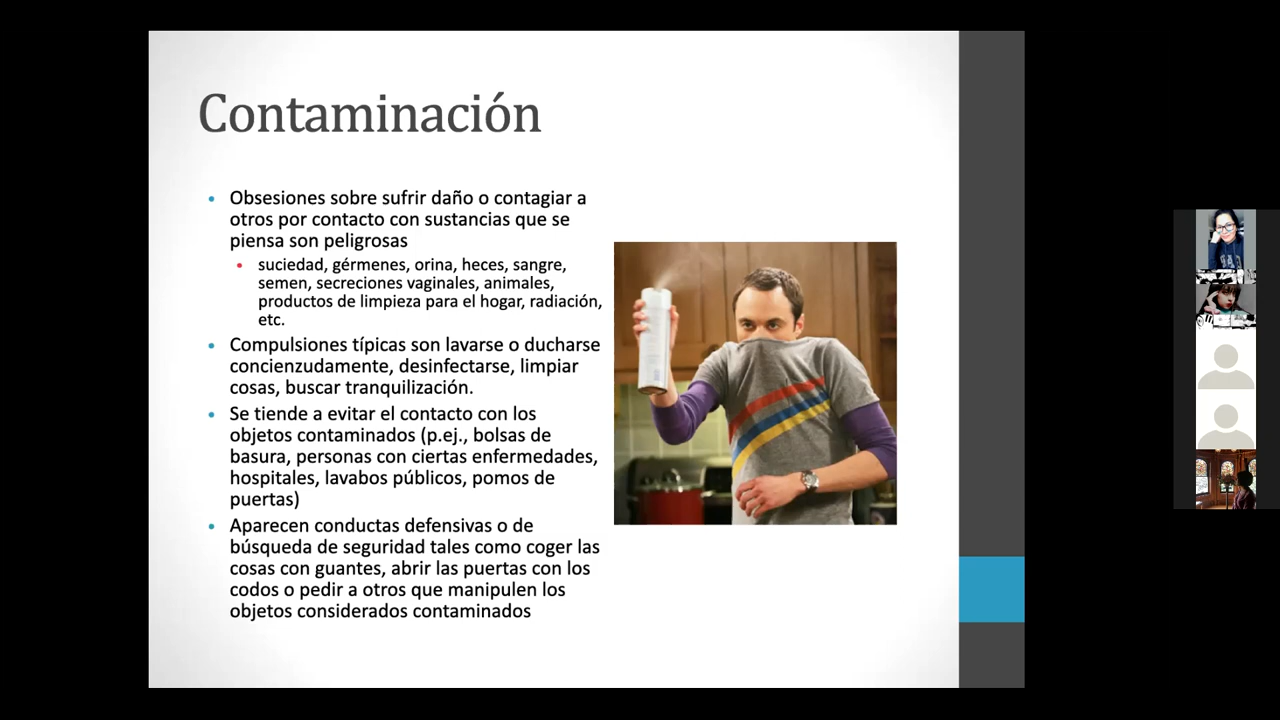 Contaminación
• Obsesiones sobre sufrir daño o contagiar a
otros por contacto con sustancias que se
piensa son peligrosas
• suciedad, gérmenes, orina, heces, sangre,
semen, secreciones vaginales, animales,
productos de limpieza para el hogar, radiación,
etc.
• Compulsiones típicas son lavarse o ducharse
concienzudamente, desinfectarse, limpiar
cosas, buscar tranquilización.
• Se tiende a evitar el contacto con los
objetos contaminados (p.ej., bolsas de
basura, personas con ciertas enfermedades,
hospitales, lavabos públicos, pomos de
puertas)
• Aparecen conductas defensivas o de
búsqueda de seguridad tales como coger las
cosas con guantes, abrir las puertas con los
codos o pedir a otros que manipulen los
objetos considerados contaminados